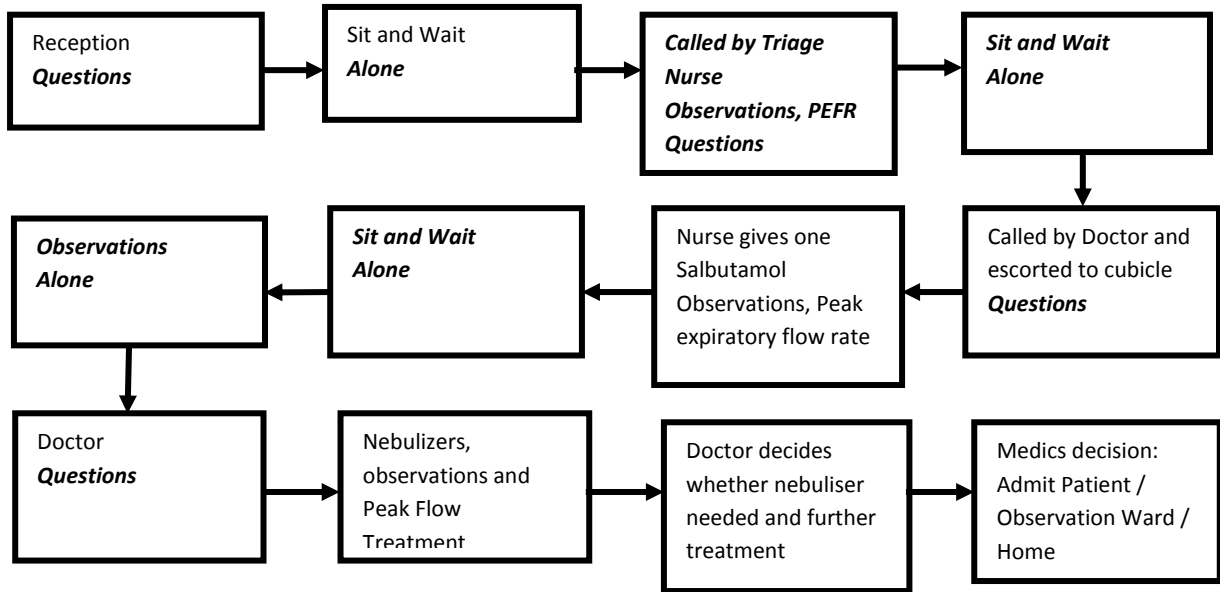 Reception
Questions
Sit and Wait
Alone
Called by Triage
Nurse
Observations, PEFR
Questions
Sit and Wait
Alone
Called by Doctor and
escorted to cubicle
Questions
Nurse gives one
Salbutamol
Observations, Peak
expiratory flow rate
Sit and Wait
Alone
Observations
Alone
Doctor
Questions
Nebulizers,
observations and
Peak Flow
Treatment
Doctor decides
whether nebuliser
needed and further
treatment
Medics decision:
Admit Patient /
Observation Ward /
Home